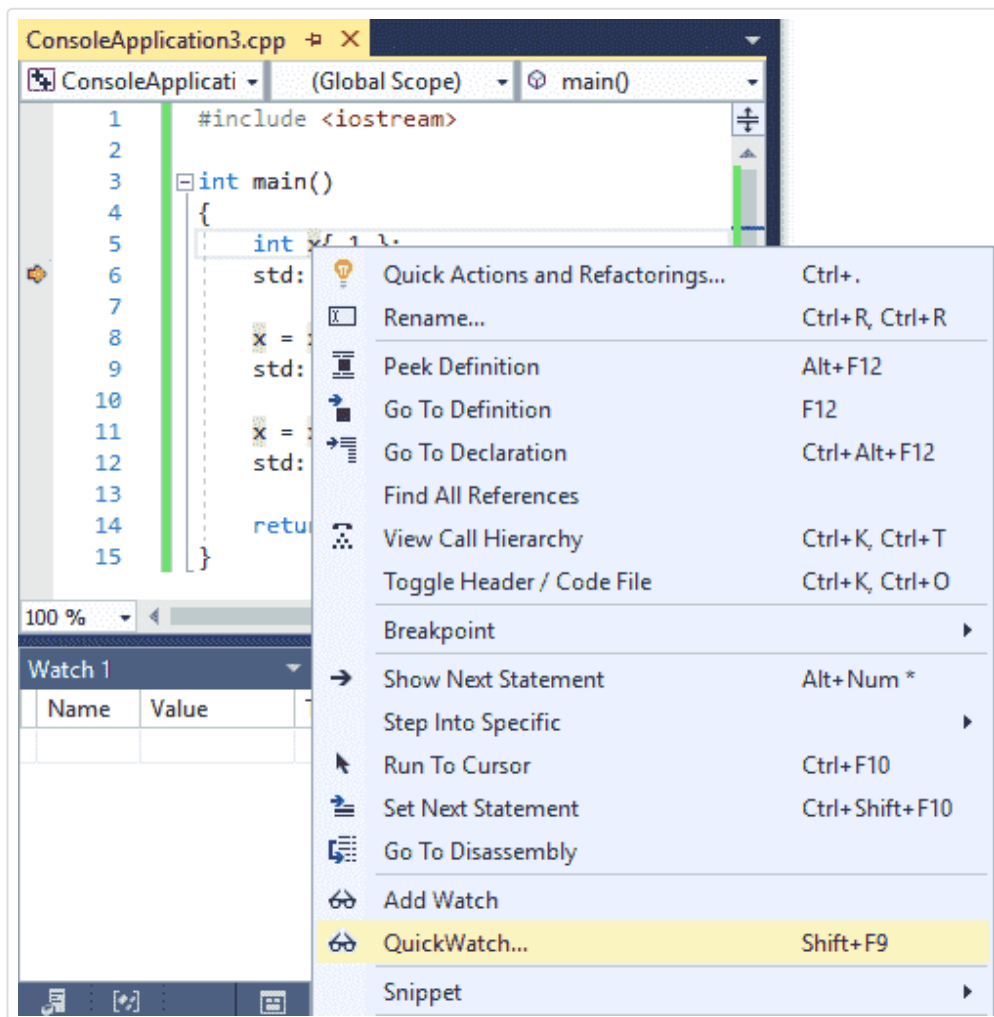 ConsoleApplication3.cpp
ConsoleApplicati (Global Scope) main()
1 #include <iostream>
2
3 int main()
4 {
5 int x{ 1 };
6 std:
7
8 x =
9 std:
10
11 x =
12 std:
13
14 retu
15 }
100 %
Watch 1
Name Value
Quick Actions and Refactorings... Ctrl+.
Rename... Ctrl+R, Ctrl+R
Peek Definition Alt+F12
Go To Definition F12
Go To Declaration Ctrl+Alt+F12
Find All References
View Call Hierarchy Ctrl+K, Ctrl+T
Toggle Header / Code File Ctrl+K, Ctrl+O
Breakpoint
Show Next Statement Alt+Num *
Step Into Specific
Run To Cursor Ctrl+F10
Set Next Statement Ctrl+Shift+F10
Go To Disassembly
Add Watch
QuickWatch... Shift+F9
Snippet